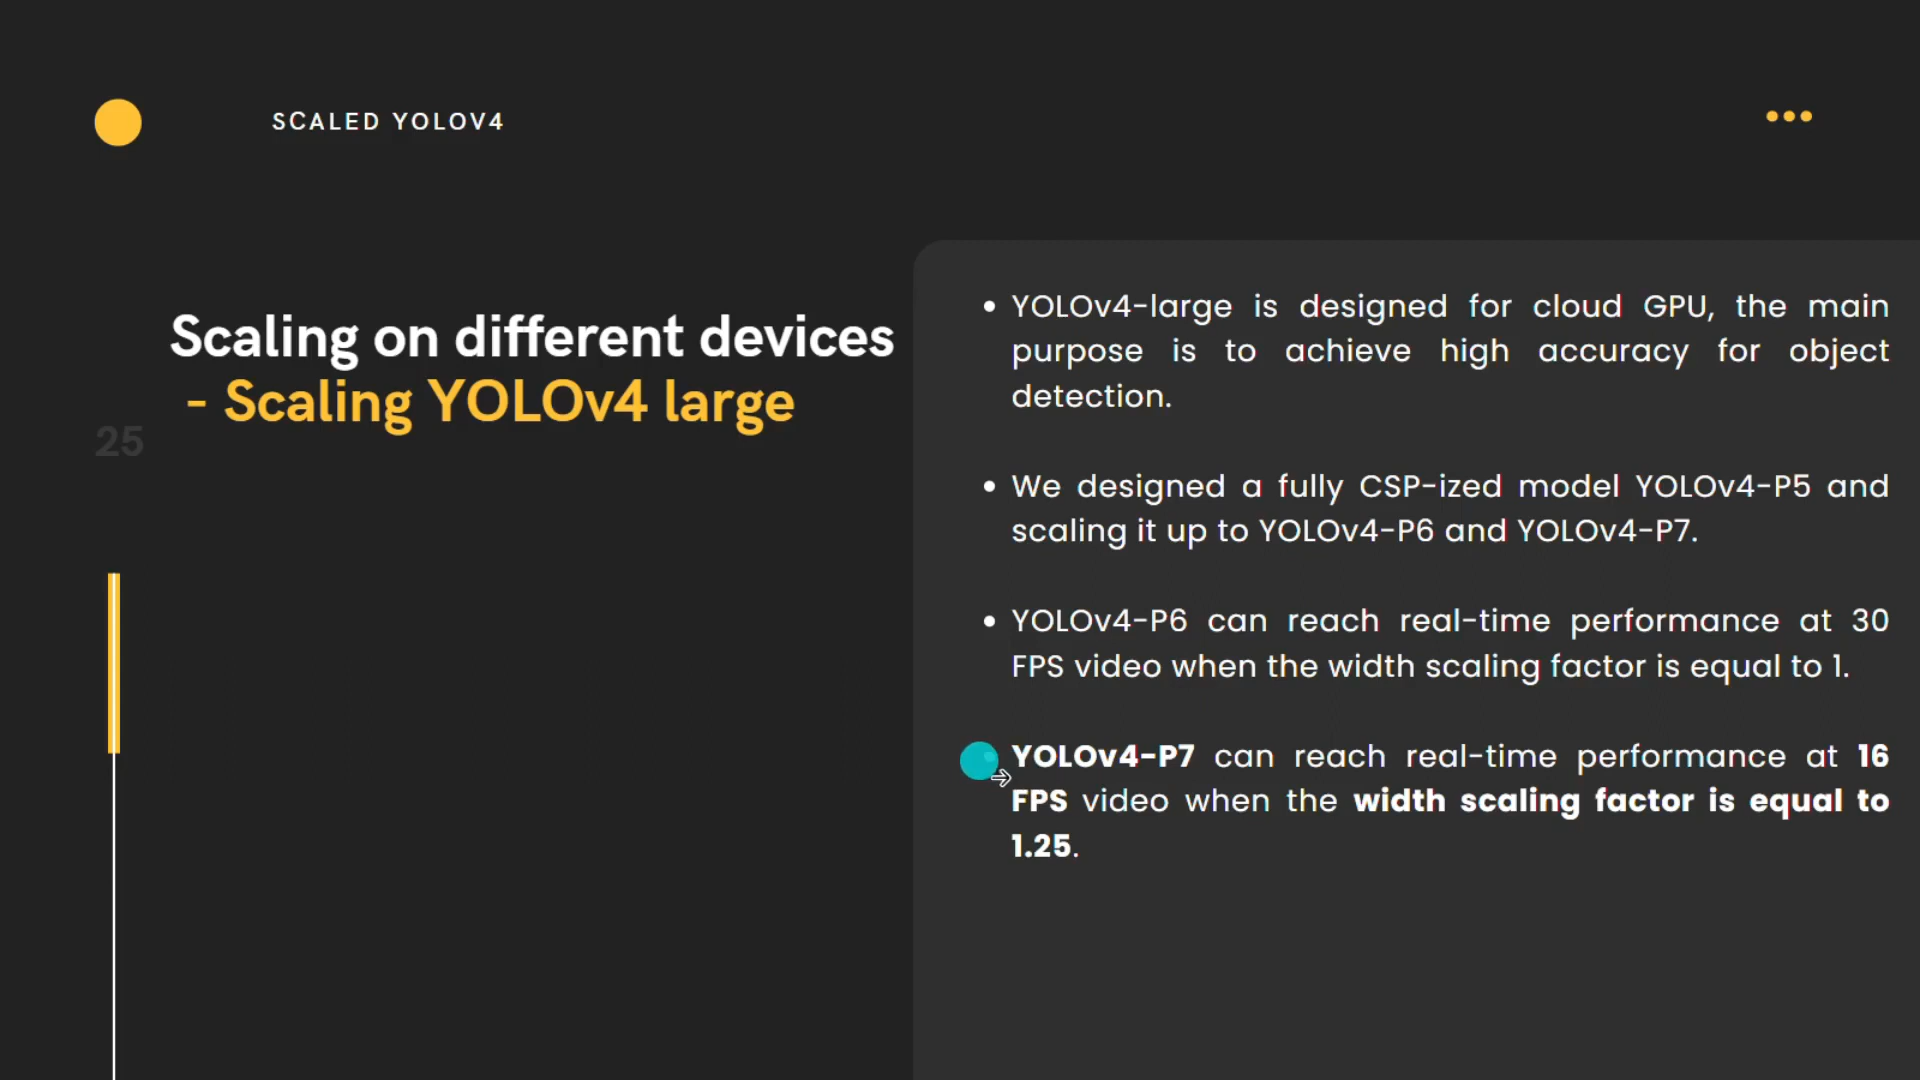 SCALED YOLOV4
Scaling on different devices
- Scaling YOLOv4 large
25
• YOLOv4-large is designed for cloud GPU, the main
purpose is to achieve high accuracy for object
detection.
• We designed a fully CSP-ized model YOLOv4-P5 and
scaling it up to YOLOv4-P6 and YOLOv4-P7.
• YOLOv4-P6 can reach real-time performance at 30
FPS video when the width scaling factor is equal to 1.
YOLOv4-P7 can reach real-time performance at 16
FPS video when the width scaling factor is equal to
1.25.